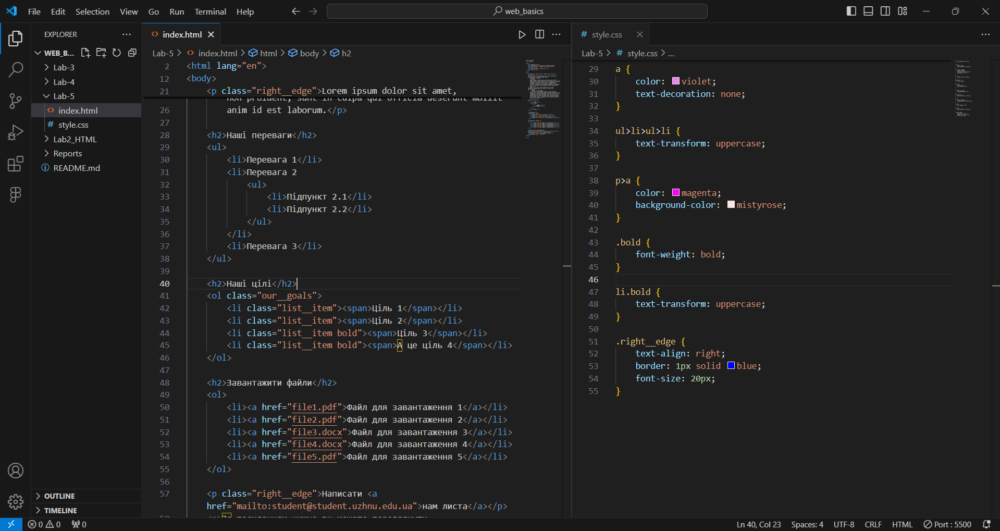 File Edit Selection View Go Run Terminal Help
web_basics
EXPLORER
WEB_B...
Lab-3
Lab-4
Lab-5
index.html
style.css
Lab2_HTML
Reports
README.md
OUTLINE
TIMELINE
index.html
Lab-5 > index.html > html > body > h2
2 <html lang="en">
12 <body>
21 <p class="right__edge">Lorem ipsum dolor sit amet,
non proident, sunt in culpa qui officia deserunt mollit
26 anim id est laborum.</p>
27
28 <h2>Наші переваги</h2>
29 <ul>
30 <li>Перевага 1</li>
31 <li>Перевага 2
32 <ul>
33 <li>Підпункт 2.1</li>
34 <li>Підпункт 2.2</li>
35 </ul>
36 </li>
37 <li>Перевага 3</li>
38 </ul>
39
40 <h2>Наші цілі</h2>
41 <ol class="our__goals">
42 <li class="list__item"><span>Ціль 1</span></li>
43 <li class="list__item"><span>Ціль 2</span></li>
44 <li class="list__item bold"><span>Ціль 3</span></li>
45 <li class="list__item bold"><span>А це ціль 4</span></li>
46 </ol>
47
48 <h2>Завантажити файли</h2>
49 <ol>
50 <li><a href="file1.pdf">Файл для завантаження 1</a></li>
51 <li><a href="file2.pdf">Файл для завантаження 2</a></li>
52 <li><a href="file3.docx">Файл для завантаження 3</a></li>
53 <li><a href="file4.docx">Файл для завантаження 4</a></li>
54 <li><a href="file5.pdf">Файл для завантаження 5</a></li>
55 </ol>
56
57 <p class="right__edge">Написати <a
href="mailto:student@student.uzhnu.edu.ua">нам листа</a></p>
style.css
Lab-5 > style.css > ...
29 a {
30 color: violet;
31 text-decoration: none;
32 }
33
34 ul>li>ul>li {
35 text-transform: uppercase;
36 }
37
38 p>a {
39 color: magenta;
40 background-color: mistyrose;
41 }
42
43 .bold {
44 font-weight: bold;
45 }
46
47 li.bold {
48 text-transform: uppercase;
49 }
50
51 .right__edge {
52 text-align: right;
53 border: 1px solid blue;
54 font-size: 20px;
55 }
0 0 0
Ln 40, Col 23 Spaces: 4 UTF-8 CRLF HTML Port : 5500